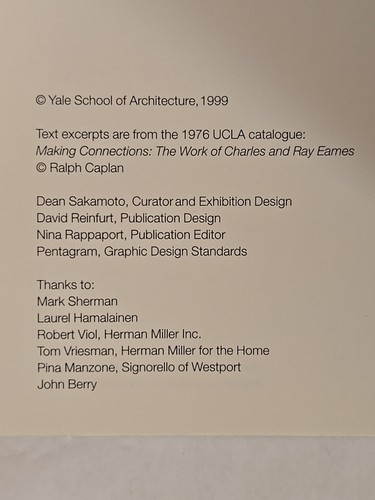 © Yale School of Architecture, 1999
Text excerpts are from the 1976 UCLA catalogue:
Making Connections: The Work of Charles and Ray Eames
© Ralph Caplan
Dean Sakamoto, Curator and Exhibition Design
David Reinfurt, Publication Design
Nina Rappaport, Publication Editor
Pentagram, Graphic Design Standards
Thanks to:
Mark Sherman
Laurel Hamalainen
Robert Viol, Herman Miller Inc.
Tom Vriesman, Herman Miller for the Home
Pina Manzone, Signorello of Westport
John Berry